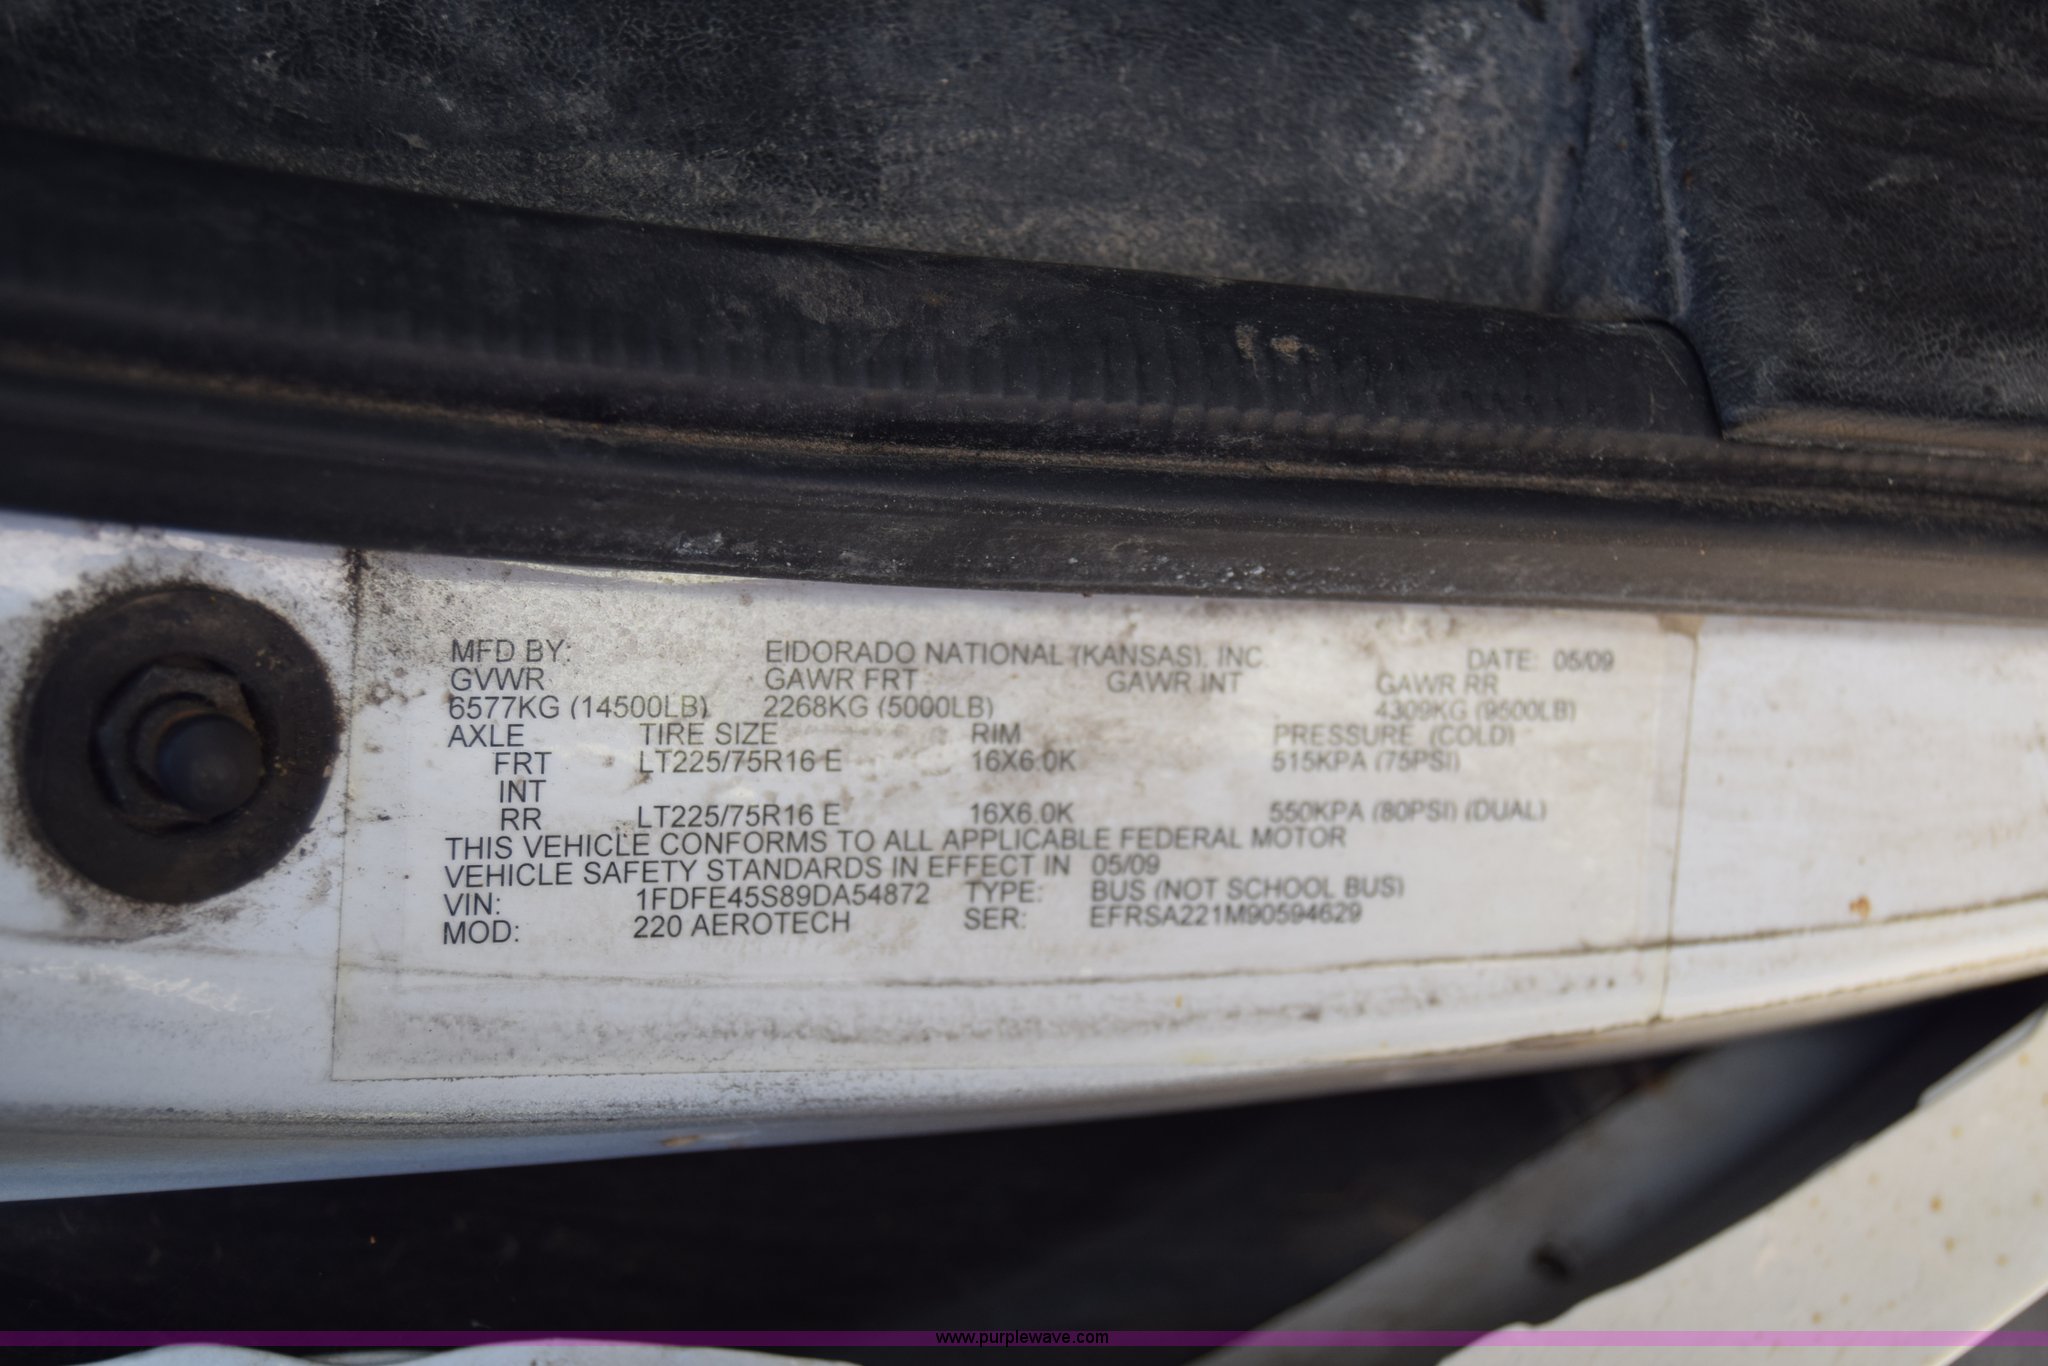 MFD BY: EIDORADO NATIONAL (KANSAS), INC DATE: 05/09
GVWR GAWR FRT GAWR INT GAWR RR
6577KG (14500LB) 2268KG (5000LB) 4309KG (9500LB)
AXLE TIRE SIZE RIM PRESSURE (COLD)
FRT LT225/75R16 E 16X6.0K 515KPA (75PSI)
INT
RR LT225/75R16 E 16X6.0K 550KPA (80PSI) (DUAL)
THIS VEHICLE CONFORMS TO ALL APPLICABLE FEDERAL MOTOR
VEHICLE SAFETY STANDARDS IN EFFECT IN 05/09
VIN: 1FDFE45S89DA54872 TYPE: BUS (NOT SCHOOL BUS)
MOD: 220 AEROTECH SER: EFRSA221M90594629
www.purplewave.com